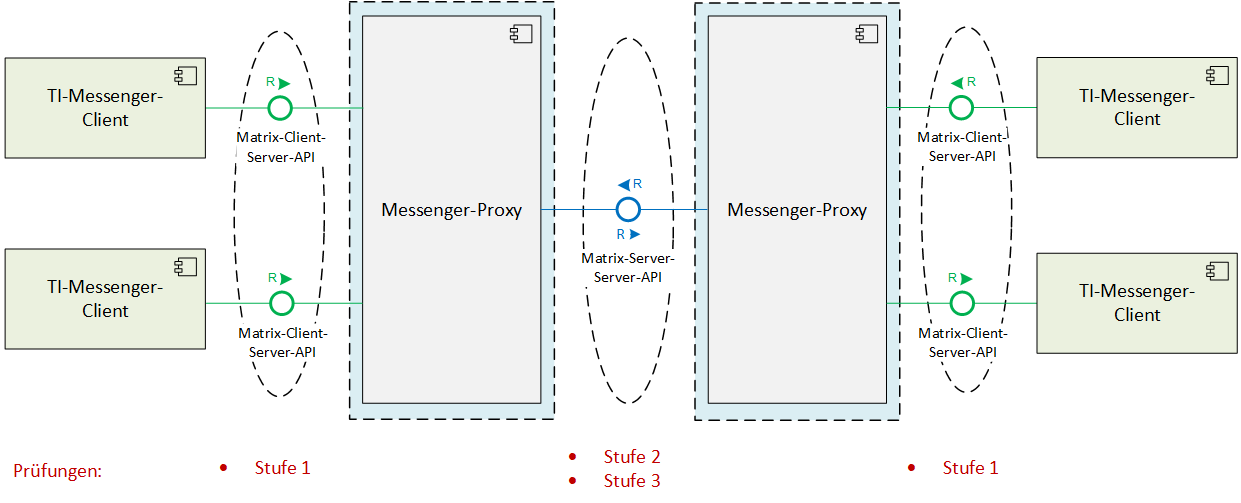 TI-Messenger-
Client
R
Matrix-Client-
Server-API
Messenger-Proxy
R
R
Matrix-Server-
Server-API
Messenger-Proxy
R
Matrix-Client-
Server-API
TI-Messenger-
Client
TI-Messenger-
Client
R
Matrix-Client-
Server-API
R
Matrix-Client-
Server-API
TI-Messenger-
Client
Prüfungen:
• Stufe 1
• Stufe 2
• Stufe 3
• Stufe 1